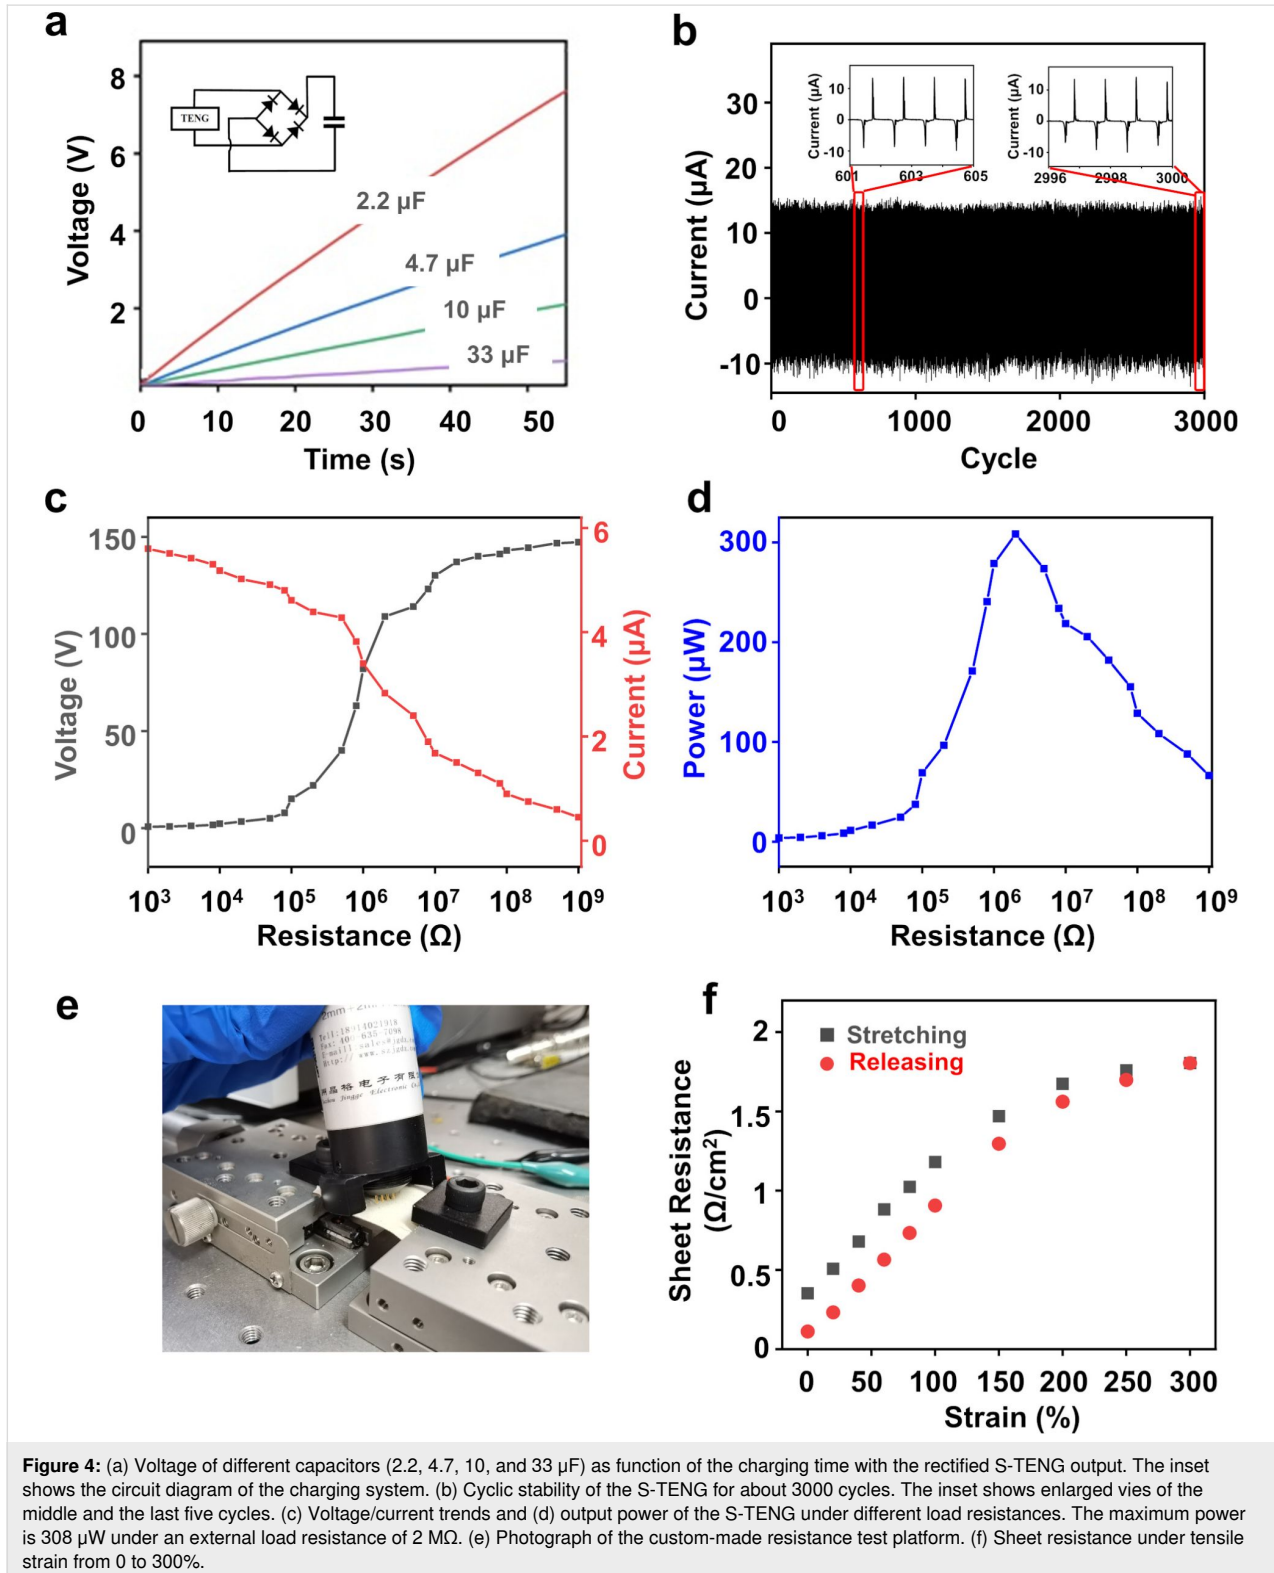 a
8
6
4
2
Voltage (V)
TENG
2.2 µF
4.7 µF
10 µF
33 µF
0 10 20 30 40 50
Time (s)
b
30
20
10
0
-10
Current (µA)
Current (µA)
10
0
-10
601 603 605
Current (µA)
10
0
-10
2996 2998 3000
0 1000 2000 3000
Cycle
c
150
100
50
0
Voltage (V)
6
4
2
0
Current (µA)
10³ 10⁴ 10⁵ 10⁶ 10⁷ 10⁸ 10⁹
Resistance (Ω)
d
300
200
100
0
Power (µW)
10³ 10⁴ 10⁵ 10⁶ 10⁷ 10⁸ 10⁹
Resistance (Ω)
e
f
2
1.5
1
0.5
0
Sheet Resistance
(Ω/cm²)
Stretching
Releasing
0 50 100 150 200 250 300
Strain (%)
Figure 4: (a) Voltage of different capacitors (2.2, 4.7, 10, and 33 µF) as function of the charging time with the rectified S-TENG output. The inset
shows the circuit diagram of the charging system. (b) Cyclic stability of the S-TENG for about 3000 cycles. The inset shows enlarged vies of the
middle and the last five cycles. (c) Voltage/current trends and (d) output power of the S-TENG under different load resistances. The maximum power
is 308 µW under an external load resistance of 2 MΩ. (e) Photograph of the custom-made resistance test platform. (f) Sheet resistance under tensile
strain from 0 to 300%.